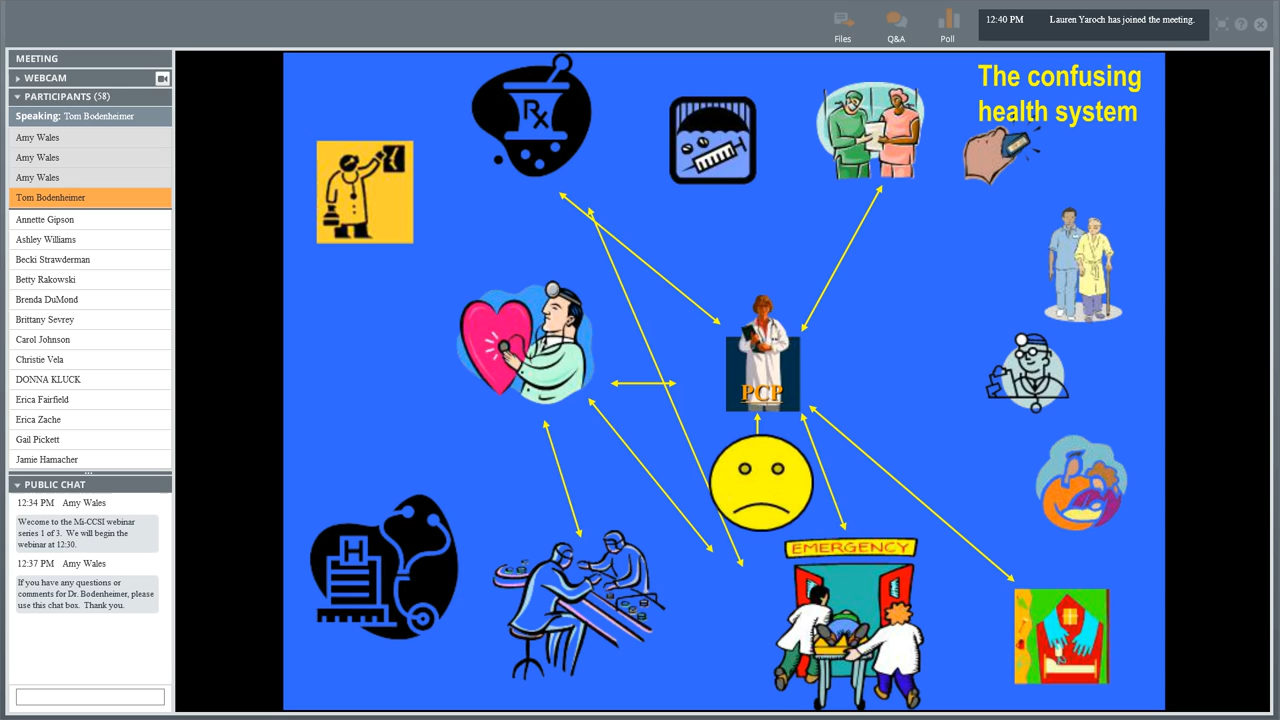 Files
Q&A
Poll
12:40 PM Lauren Yaroch has joined the meeting.
MEETING
WEBCAM
PARTICIPANTS (58)
Speaking: Tom Bodenheimer
Amy Wales
Amy Wales
Amy Wales
Tom Bodenheimer
Annette Gipson
Ashley Williams
Becki Strawderman
Betty Rakowski
Brenda DuMond
Brittany Sevrey
Carol Johnson
Christie Vela
DONNA KLUCK
Erica Fairfield
Erica Zache
Gail Pickett
Jamie Hamacher
PUBLIC CHAT
12:34 PM Amy Wales
Wecome to the Mi-CCSI webinar
series 1 of 3. We will begin the
webinar at 12:30.
12:37 PM Amy Wales
If you have any questions or
comments for Dr. Bodenheimer, please
use this chat box. Thank you.
The confusing
health system
Rx
PCP
H
EMERGENCY